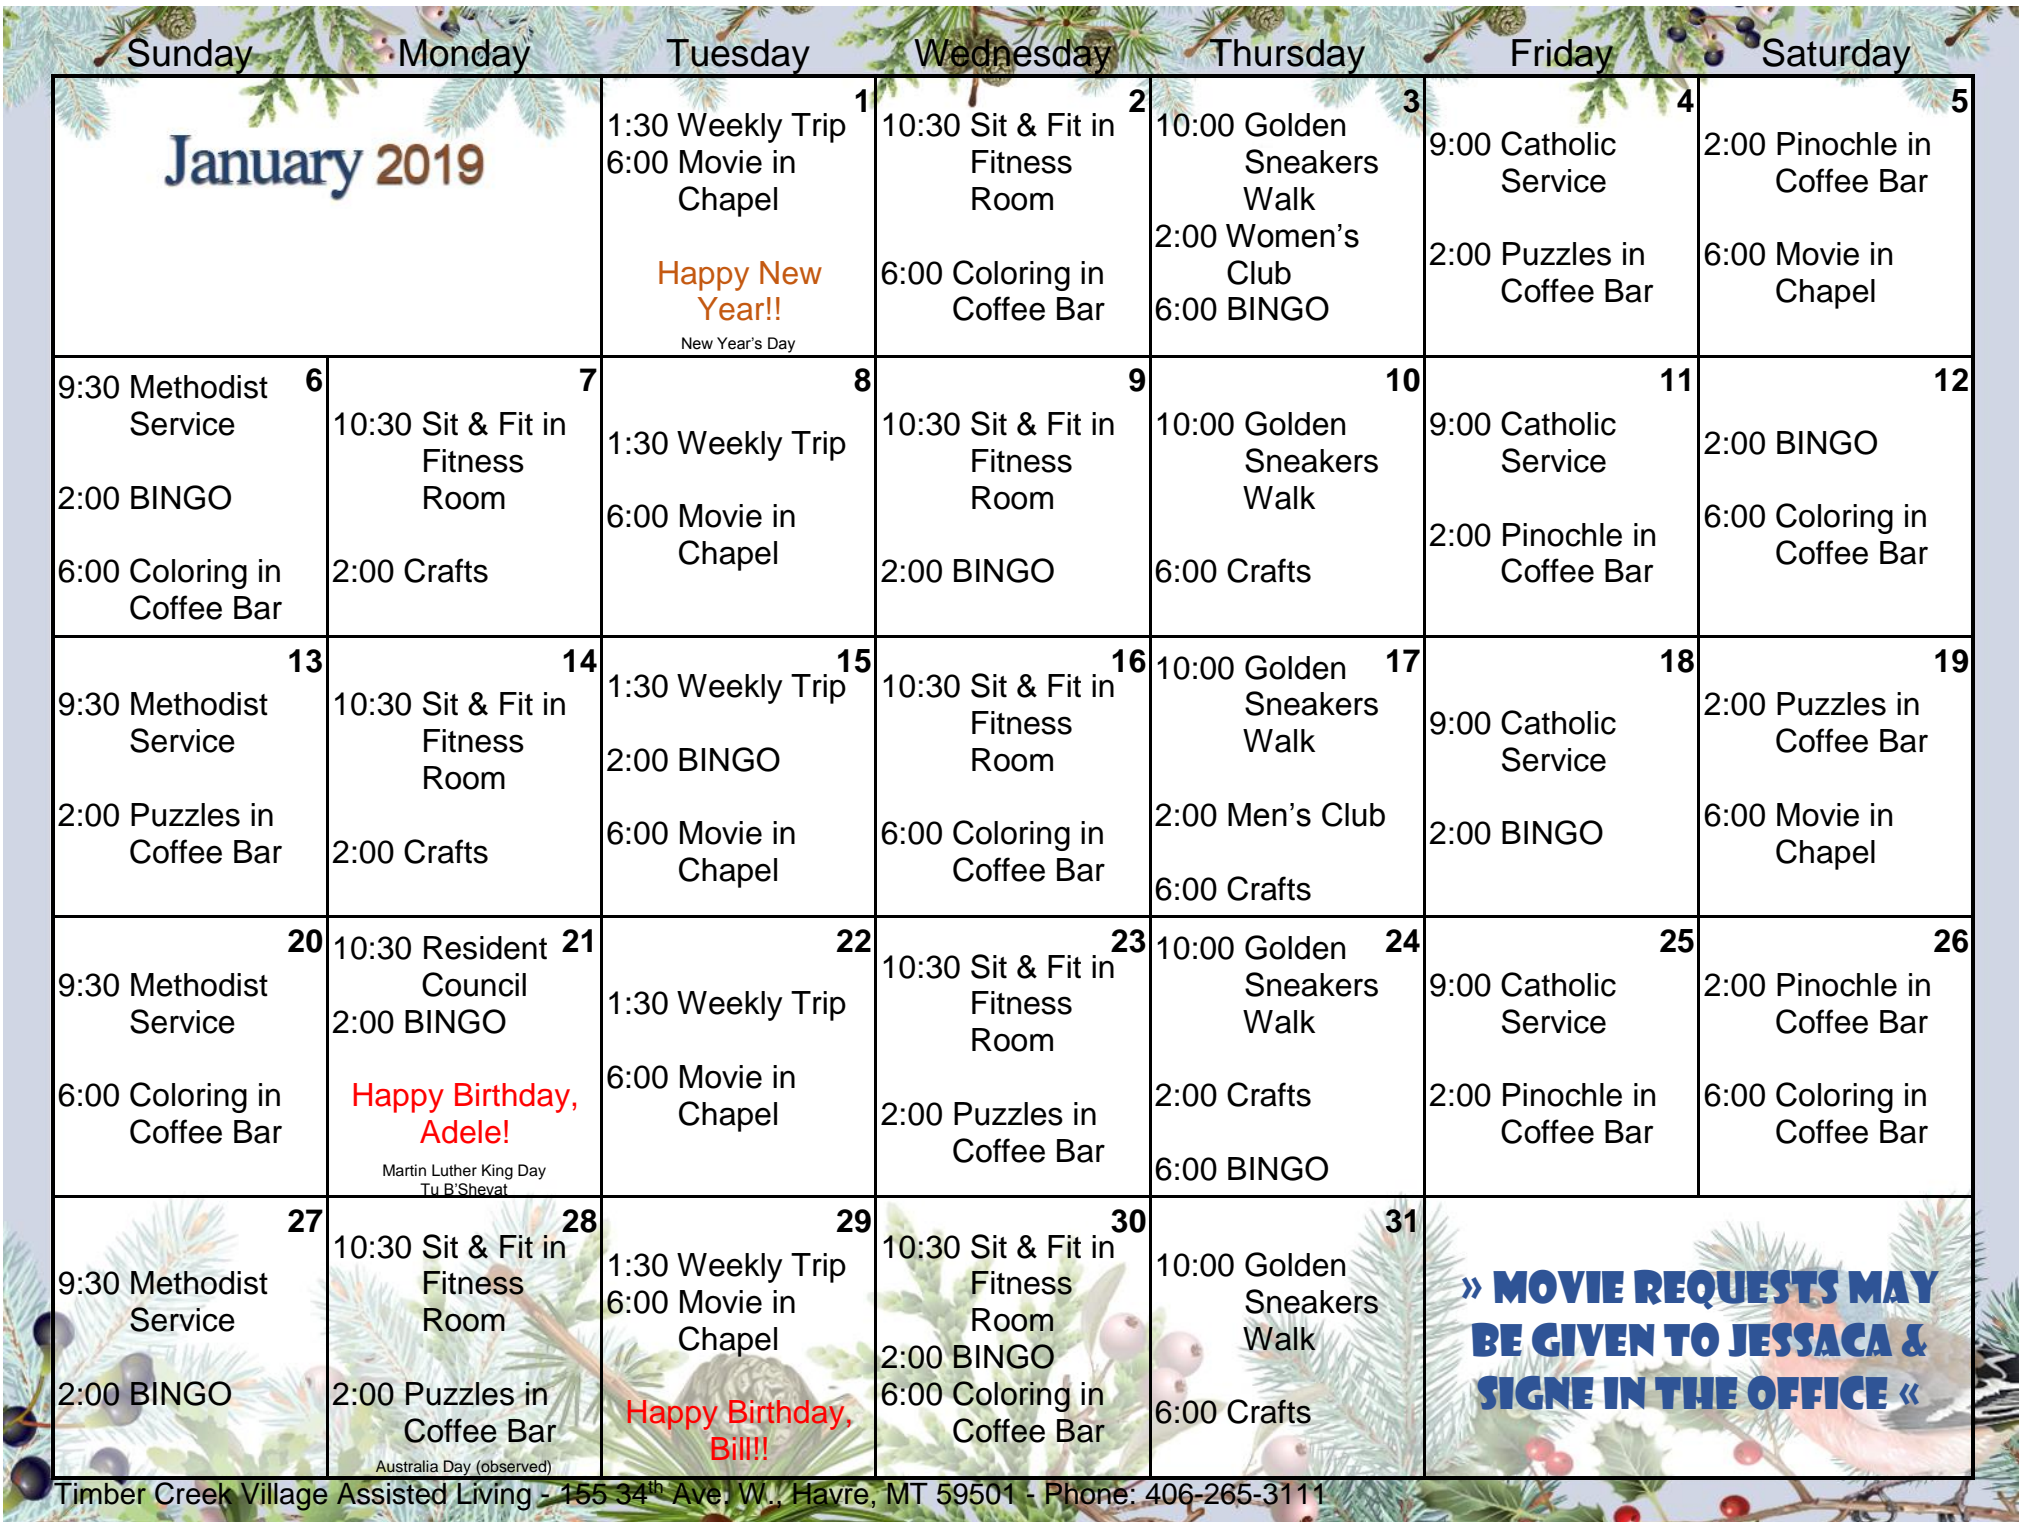 Sunday Monday Tuesday Wednesday Thursday Friday Saturday
January 2019
1
1:30 Weekly Trip
6:00 Movie in
Chapel
Happy New
Year!!
New Year's Day
2
10:30 Sit & Fit in
Fitness
Room
6:00 Coloring in
Coffee Bar
3
10:00 Golden
Sneakers
Walk
2:00 Women's
Club
6:00 BINGO
4
9:00 Catholic
Service
2:00 Puzzles in
Coffee Bar
5
2:00 Pinochle in
Coffee Bar
6:00 Movie in
Chapel
9:30 Methodist 6
Service
2:00 BINGO
6:00 Coloring in
Coffee Bar
7
10:30 Sit & Fit in
Fitness
Room
2:00 Crafts
8
1:30 Weekly Trip
6:00 Movie in
Chapel
9
10:30 Sit & Fit in
Fitness
Room
2:00 BINGO
10
10:00 Golden
Sneakers
Walk
6:00 Crafts
11
9:00 Catholic
Service
2:00 Pinochle in
Coffee Bar
12
2:00 BINGO
6:00 Coloring in
Coffee Bar
13
9:30 Methodist
Service
2:00 Puzzles in
Coffee Bar
14
10:30 Sit & Fit in
Fitness
Room
2:00 Crafts
15
1:30 Weekly Trip
2:00 BINGO
6:00 Movie in
Chapel
16
10:30 Sit & Fit in
Fitness
Room
6:00 Coloring in
Coffee Bar
10:00 Golden 17
Sneakers
Walk
2:00 Men's Club
6:00 Crafts
18
9:00 Catholic
Service
2:00 BINGO
19
2:00 Puzzles in
Coffee Bar
6:00 Movie in
Chapel
20
9:30 Methodist
Service
6:00 Coloring in
Coffee Bar
10:30 Resident 21
Council
2:00 BINGO
Happy Birthday,
Adele!
Martin Luther King Day
Tu B'Shevat
22
1:30 Weekly Trip
6:00 Movie in
Chapel
23
10:30 Sit & Fit in
Fitness
Room
2:00 Puzzles in
Coffee Bar
10:00 Golden 24
Sneakers
Walk
2:00 Crafts
6:00 BINGO
25
9:00 Catholic
Service
2:00 Pinochle in
Coffee Bar
26
2:00 Pinochle in
Coffee Bar
6:00 Coloring in
Coffee Bar
27
9:30 Methodist
Service
2:00 BINGO
28
10:30 Sit & Fit in
Fitness
Room
2:00 Puzzles in
Coffee Bar
Australia Day (observed)
29
1:30 Weekly Trip
6:00 Movie in
Chapel
Happy Birthday,
Bill!!
30
10:30 Sit & Fit in
Fitness
Room
2:00 BINGO
6:00 Coloring in
Coffee Bar
31
10:00 Golden
Sneakers
Walk
6:00 Crafts
» MOVIE REQUESTS MAY
BE GIVEN TO JESSACA &
SIGNE IN THE OFFICE «
Timber Creek Village Assisted Living - 155 34th Ave. W., Havre, MT 59501 - Phone: 406-265-3111